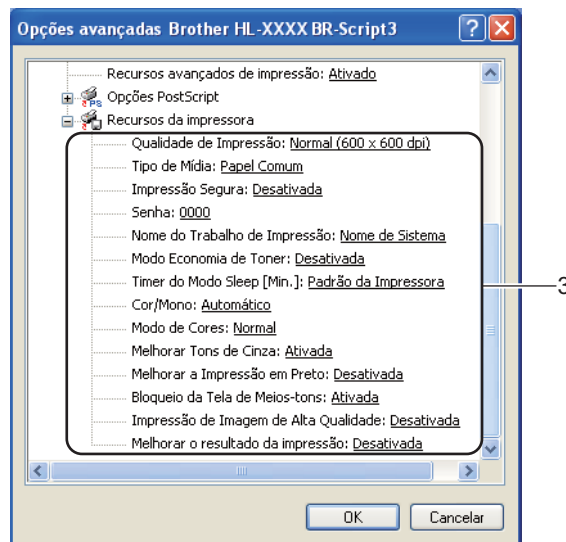 Opções avançadas Brother HL-XXXX BR-Script3
Recursos avançados de impressão: Ativado
Opções PostScript
Recursos da impressora
Qualidade de Impressão: Normal (600 x 600 dpi)
Tipo de Mídia: Papel Comum
Impressão Segura: Desativada
Senha: 0000
Nome do Trabalho de Impressão: Nome de Sistema
Modo Economia de Toner: Desativada
Timer do Modo Sleep [Min.]: Padrão da Impressora
3
Cor/Mono: Automático
Modo de Cores: Normal
Melhorar Tons de Cinza: Ativada
Melhorar a Impressão em Preto: Desativada
Bloqueio da Tela de Meios-tons: Ativada
Impressão de Imagem de Alta Qualidade: Desativada
Melhorar o resultado da impressão: Desativada
OK Cancelar